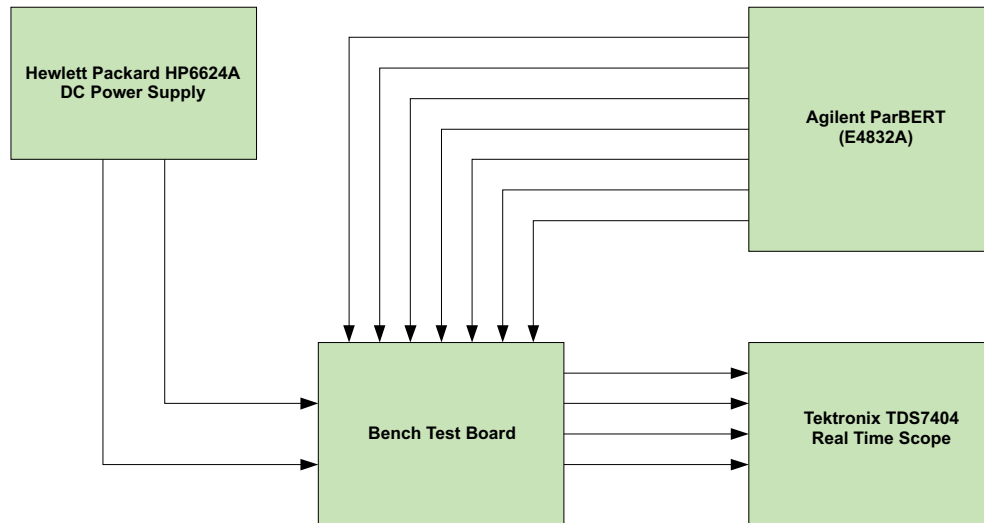 Hewlett Packard HP6624A
DC Power Supply
Agilent ParBERT
(E4832A)
Bench Test Board
Tektronix TDS7404
Real Time Scope